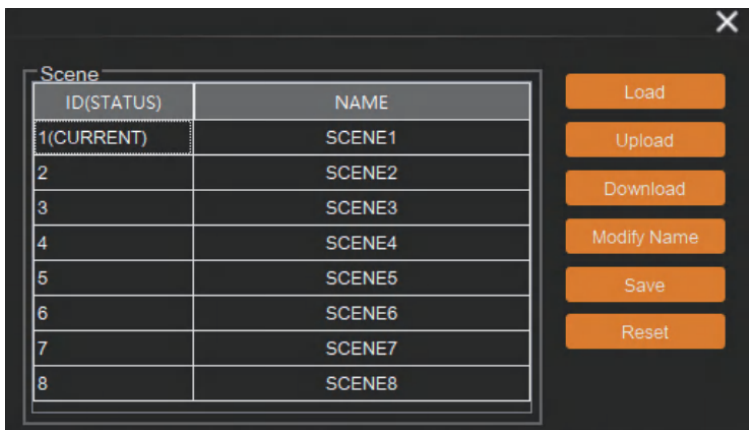 Scene
ID(STATUS) NAME
1(CURRENT) SCENE1
2 SCENE2
3 SCENE3
4 SCENE4
5 SCENE5
6 SCENE6
7 SCENE7
8 SCENE8
Load
Upload
Download
Modify Name
Save
Reset